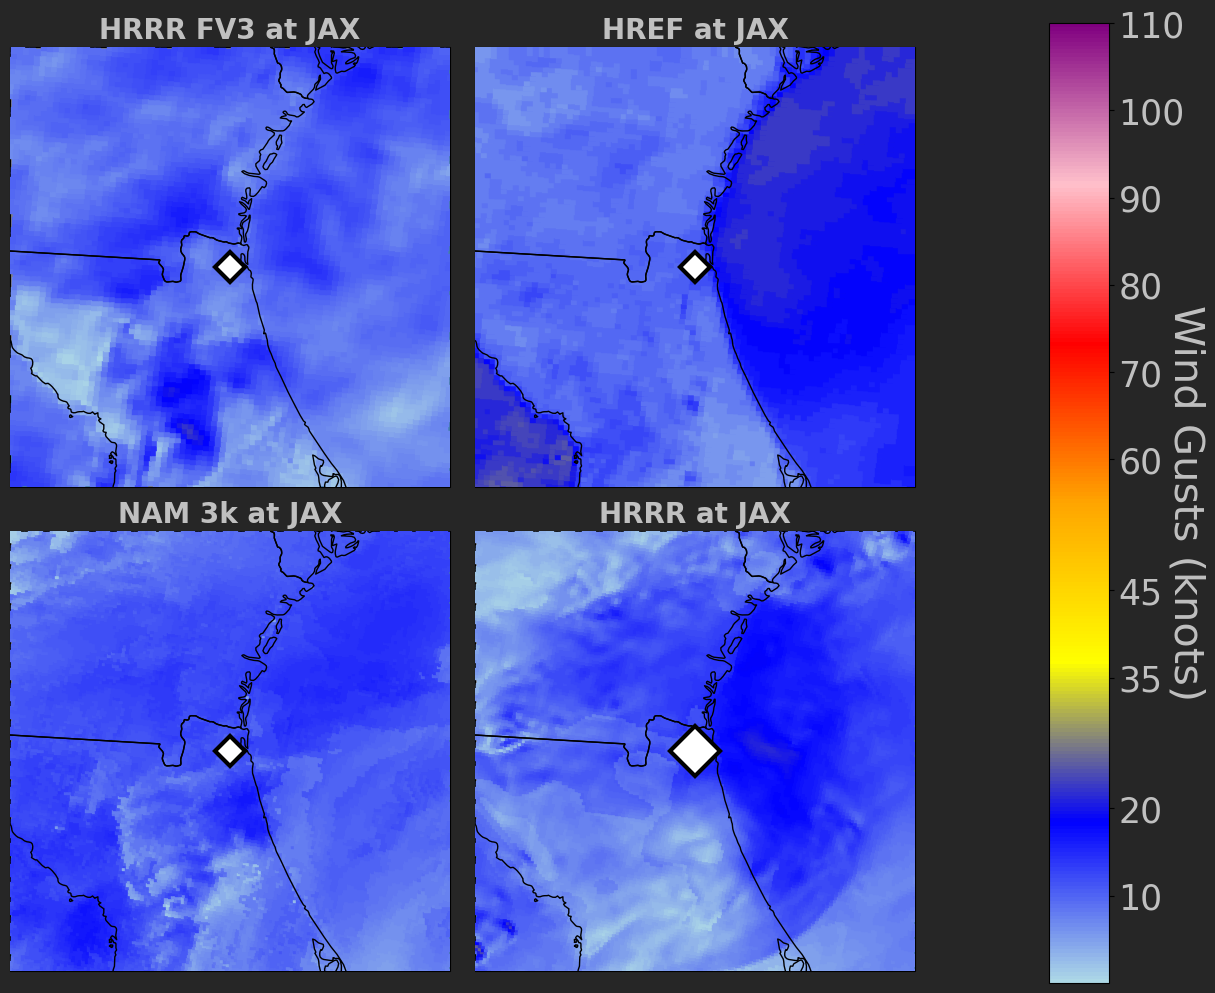 HRRR FV3 at JAX
HREF at JAX
NAM 3k at JAX
HRRR at JAX
110
100
90
80
70
60
45
35
20
10
Wind Gusts (knots)